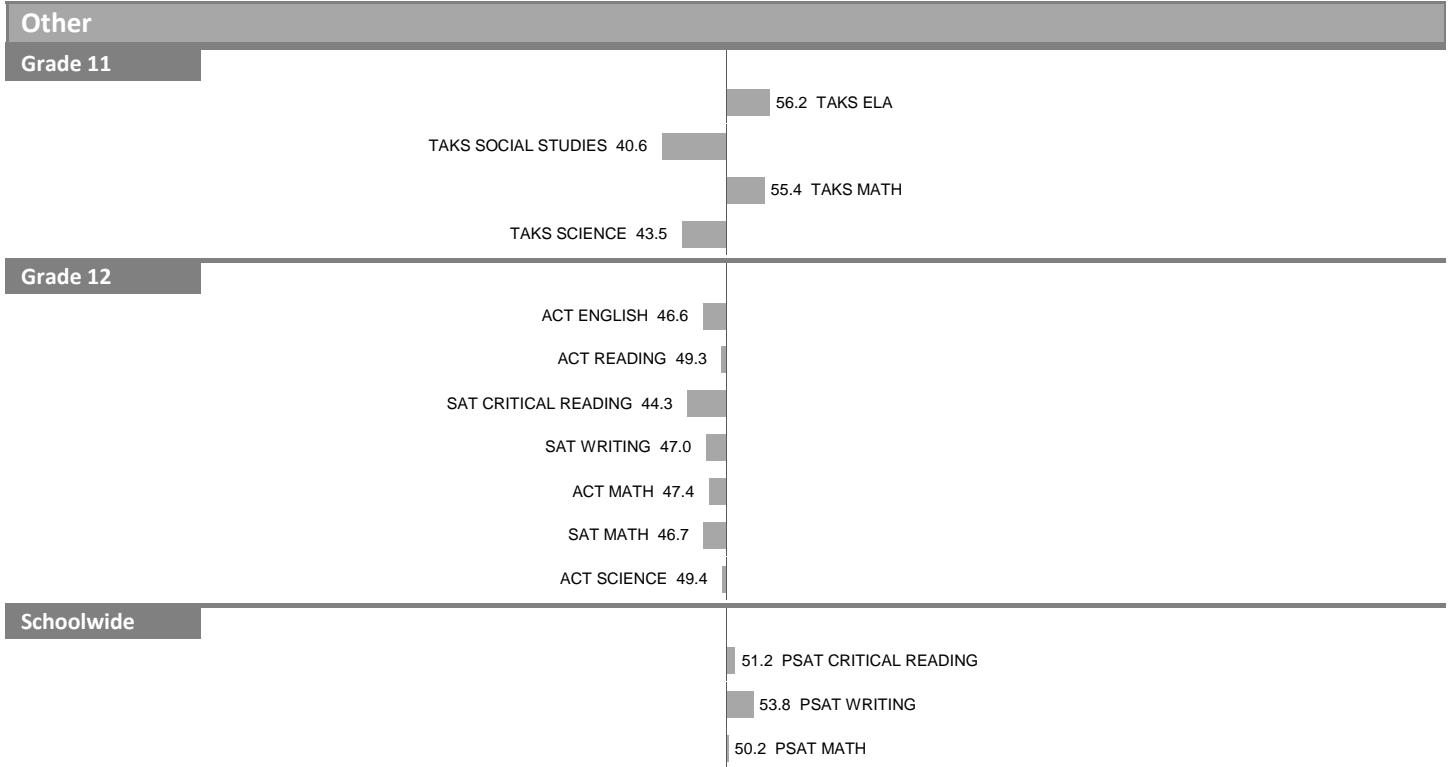 Other
Grade 11
56.2 TAKS ELA
TAKS SOCIAL STUDIES 40.6
55.4 TAKS MATH
TAKS SCIENCE 43.5
Grade 12
ACT ENGLISH 46.6
ACT READING 49.3
SAT CRITICAL READING 44.3
SAT WRITING 47.0
ACT MATH 47.4
SAT MATH 46.7
ACT SCIENCE 49.4
Schoolwide
51.2 PSAT CRITICAL READING
53.8 PSAT WRITING
50.2 PSAT MATH